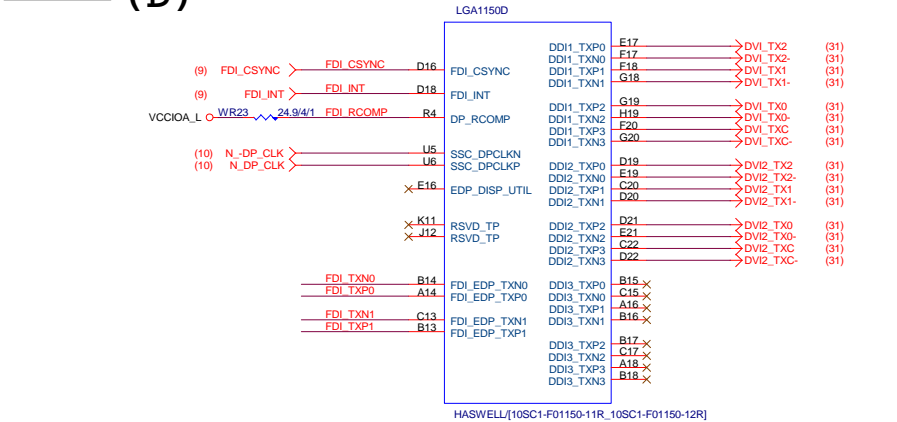 (D)
LGA1150D
(9) FDI_CSYNC FDI_CSYNC D16 FDI_CSYNC
(9) FDI_INT FDI_INT D18 FDI_INT
VCCIOA_L WR23 24.9/4/1 FDI_RCOMP R4 DP_RCOMP
(10) N_-DP_CLK U5 SSC_DPCLKN
(10) N_DP_CLK U6 SSC_DPCLKP
E16 EDP_DISP_UTIL
K11 RSVD_TP
J12 RSVD_TP
FDI_TXN0 B14 FDI_EDP_TXN0
FDI_TXP0 A14 FDI_EDP_TXP0
FDI_TXN1 C13 FDI_EDP_TXN1
FDI_TXP1 B13 FDI_EDP_TXP1
DDI1_TXP0 E17 DVI_TX2 (31)
DDI1_TXN0 F17 DVI_TX2- (31)
DDI1_TXP1 F18 DVI_TX1 (31)
DDI1_TXN1 G18 DVI_TX1- (31)
DDI1_TXP2 G19 DVI_TX0 (31)
DDI1_TXN2 H19 DVI_TX0- (31)
DDI1_TXP3 F20 DVI_TXC (31)
DDI1_TXN3 G20 DVI_TXC- (31)
DDI2_TXP0 D19 DVI2_TX2 (31)
DDI2_TXN0 E19 DVI2_TX2- (31)
DDI2_TXP1 C20 DVI2_TX1 (31)
DDI2_TXN1 D20 DVI2_TX1- (31)
DDI2_TXP2 D21 DVI2_TX0 (31)
DDI2_TXN2 E21 DVI2_TX0- (31)
DDI2_TXP3 C22 DVI2_TXC (31)
DDI2_TXN3 D22 DVI2_TXC- (31)
DDI3_TXP0 B15
DDI3_TXN0 C15
DDI3_TXP1 A16
DDI3_TXN1 B16
DDI3_TXP2 B17
DDI3_TXN2 C17
DDI3_TXP3 A18
DDI3_TXN3 B18
HASWELL/[10SC1-F01150-11R_10SC1-F01150-12R]